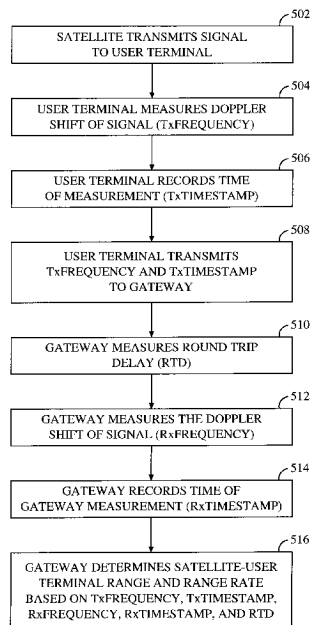 502
SATELLITE TRANSMITS SIGNAL
TO USER TERMINAL
504
USER TERMINAL MEASURES DOPPLER
SHIFT OF SIGNAL (TxFREQUENCY)
506
USER TERMINAL RECORDS TIME
OF MEASUREMENT (TxTIMESTAMP)
508
USER TERMINAL TRANSMITS
TxFREQUENCY AND TxTIMESTAMP
TO GATEWAY
510
GATEWAY MEASURES ROUND TRIP
DELAY (RTD)
512
GATEWAY MEASURES THE DOPPLER
SHIFT OF SIGNAL (RxFREQUENCY)
514
GATEWAY RECORDS TIME OF
GATEWAY MEASUREMENT (RxTIMESTAMP)
516
GATEWAY DETERMINES SATELLITE-USER
TERMINAL RANGE AND RANGE RATE
BASED ON TxFREQUENCY, TxTIMESTAMP,
RxFREQUENCY, RxTIMESTAMP, AND RTD